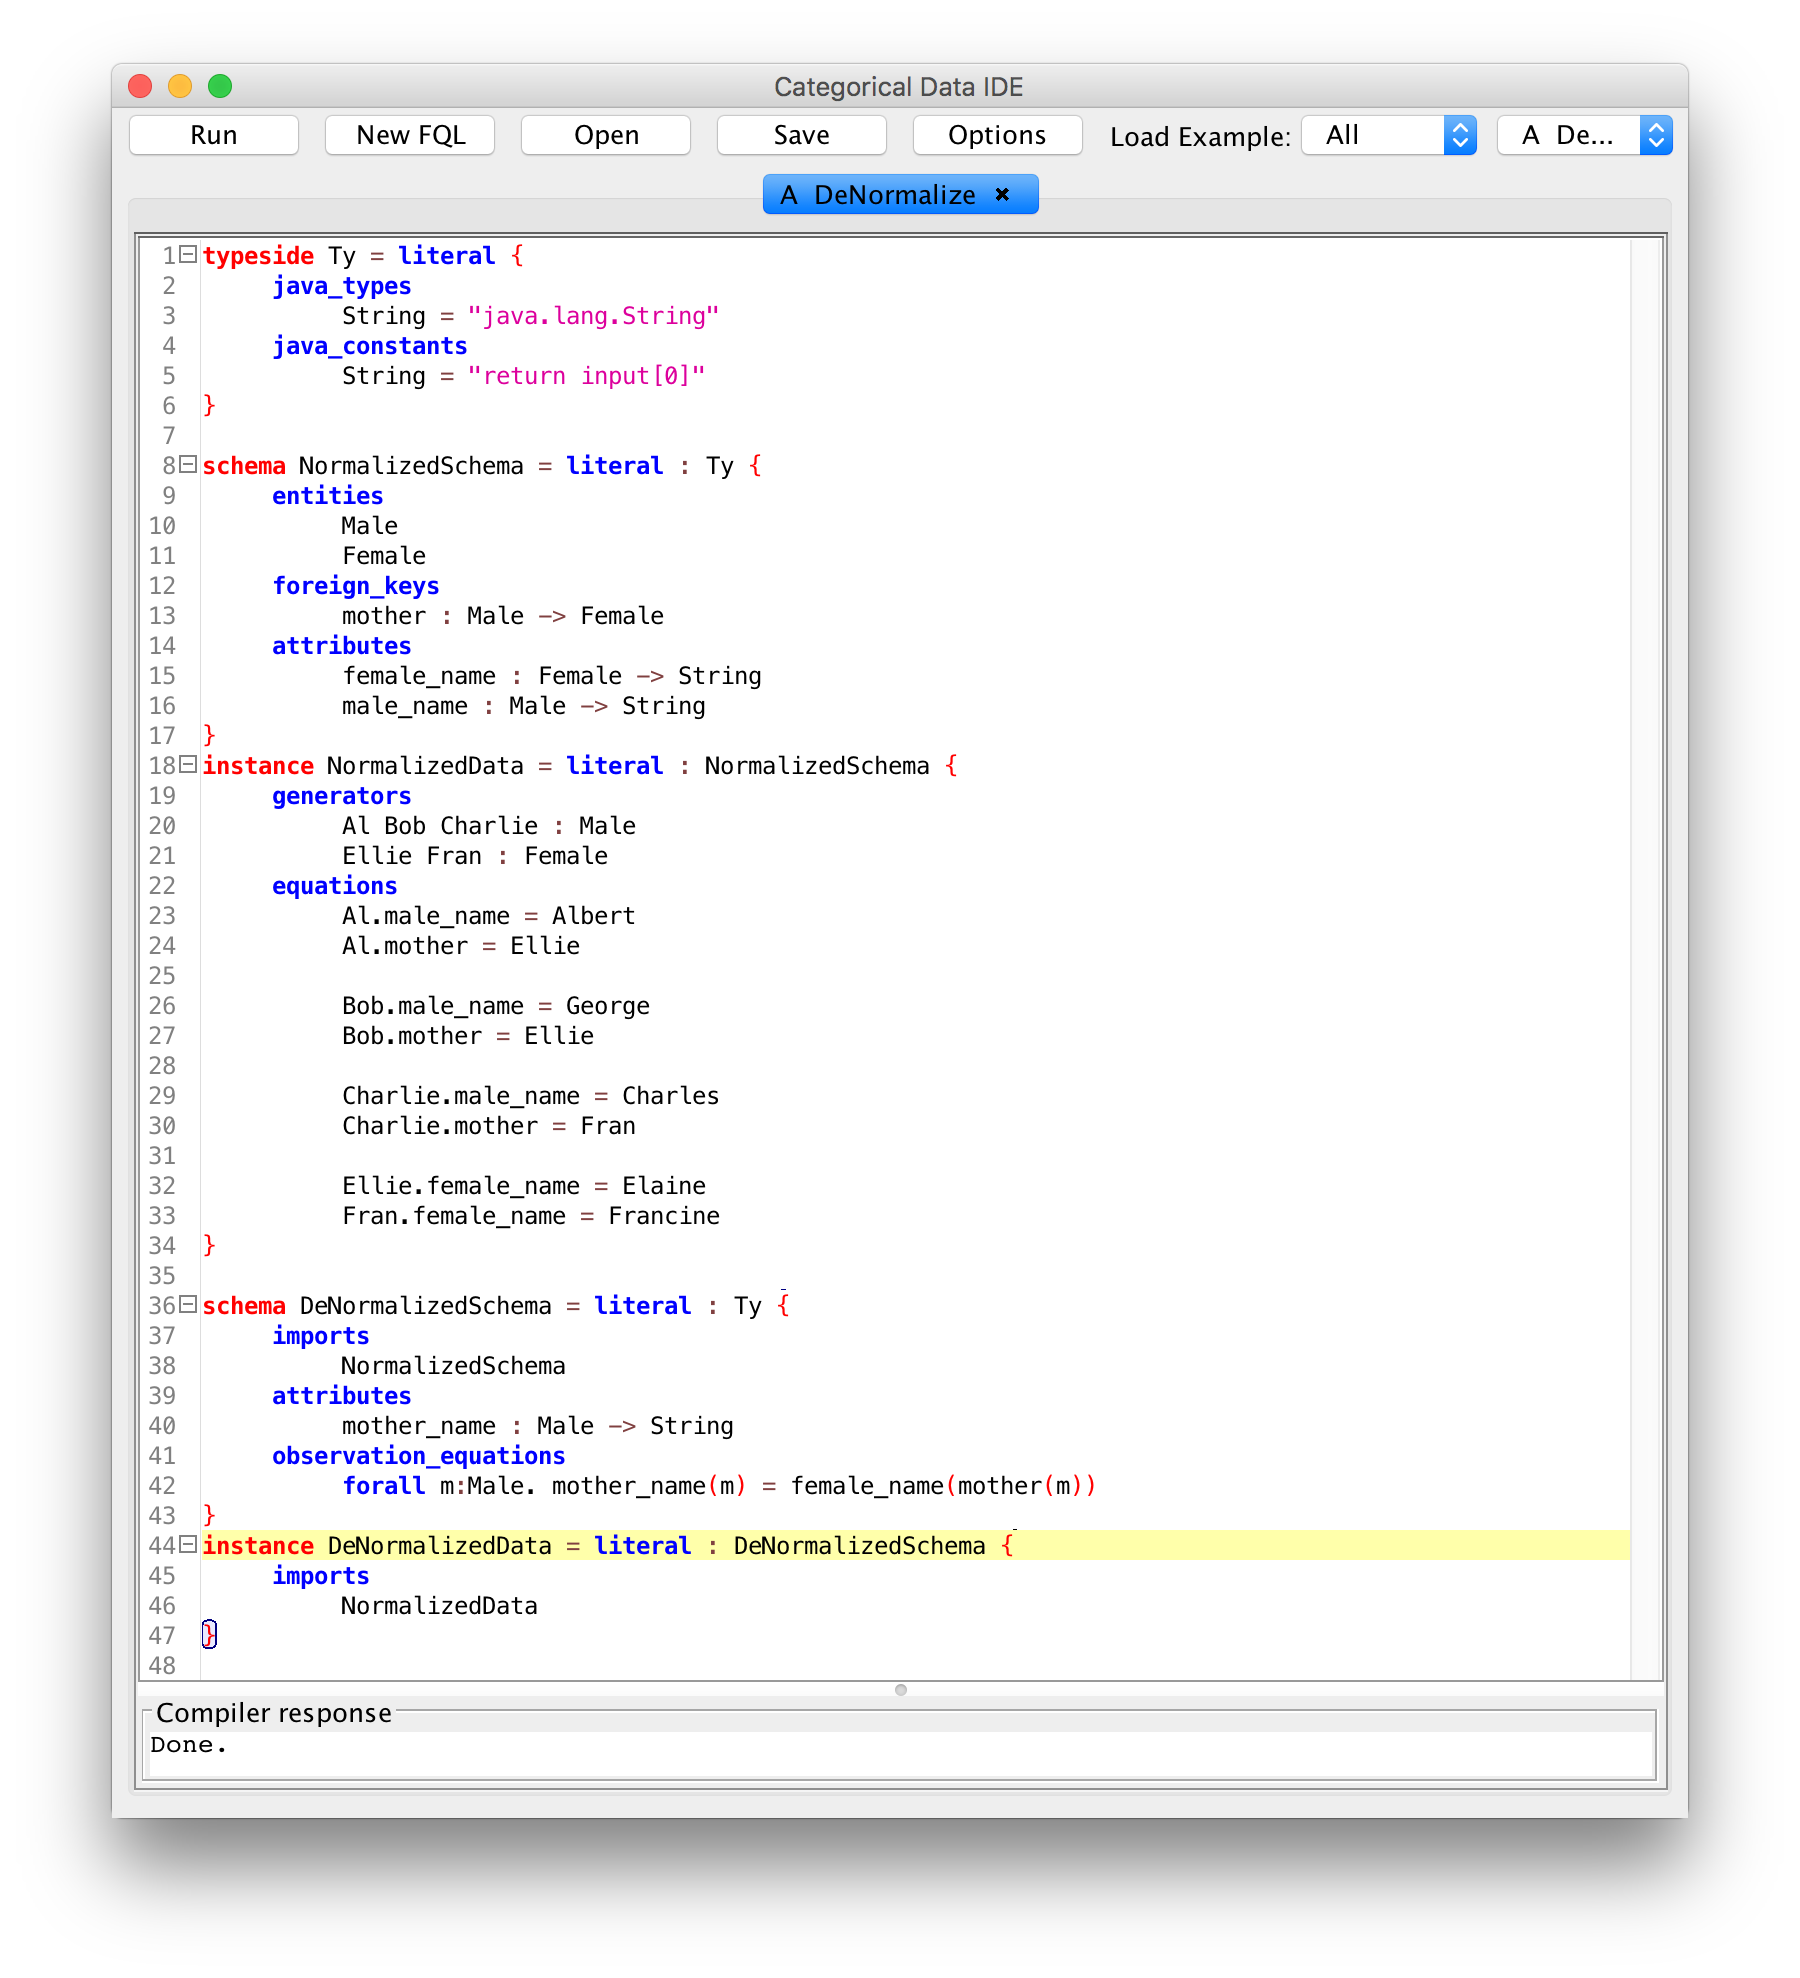 Categorical Data IDE
Run New FQL Open Save Options Load Example: All A De...
A DeNormalize ✖
1 typeside Ty = literal {
2 java_types
3 String = "java.lang.String"
4 java_constants
5 String = "return input[0]"
6 }
7
8 schema NormalizedSchema = literal : Ty {
9 entities
10 Male
11 Female
12 foreign_keys
13 mother : Male -> Female
14 attributes
15 female_name : Female -> String
16 male_name : Male -> String
17 }
18 instance NormalizedData = literal : NormalizedSchema {
19 generators
20 Al Bob Charlie : Male
21 Ellie Fran : Female
22 equations
23 Al.male_name = Albert
24 Al.mother = Ellie
25
26 Bob.male_name = George
27 Bob.mother = Ellie
28
29 Charlie.male_name = Charles
30 Charlie.mother = Fran
31
32 Ellie.female_name = Elaine
33 Fran.female_name = Francine
34 }
35
36 schema DeNormalizedSchema = literal : Ty {
37 imports
38 NormalizedSchema
39 attributes
40 mother_name : Male -> String
41 observation_equations
42 forall m:Male. mother_name(m) = female_name(mother(m))
43 }
44 instance DeNormalizedData = literal : DeNormalizedSchema {
45 imports
46 NormalizedData
47 }
48
Compiler response
Done.